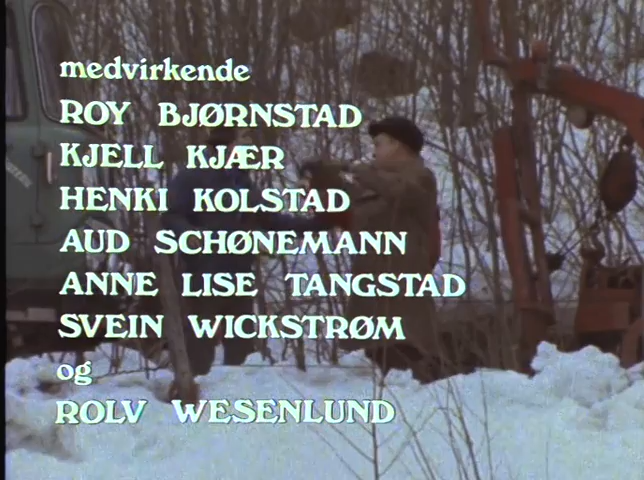 medvirkende
ROY BJØRNSTAD
KJELL KJÆR
HENKI KOLSTAD
AUD SCHØNEMANN
ANNE LISE TANGSTAD
SVEIN WICKSTRØM
og
ROLV WESENLUND